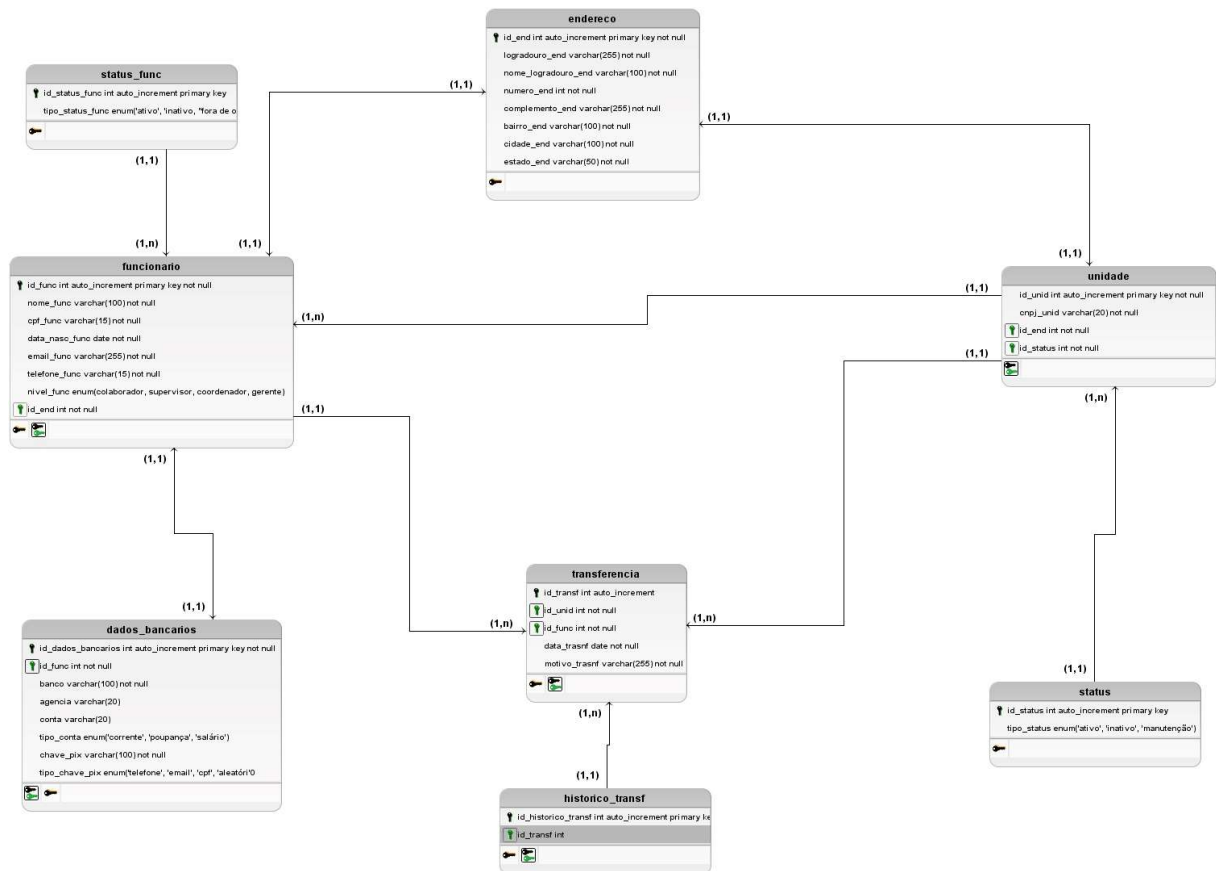 endereco
id_end int auto_increment primary key not null
logradouro_end varchar(255) not null
nome_logradouro_end varchar(100) not null
numero_end int not null
complemento_end varchar(255) not null
bairro_end varchar(100) not null
cidade_end varchar(100) not null
estado_end varchar(50) not null
status_func
id_status_func int auto_increment primary key
tipo_status_func enum('ativo', 'inativo, "fora de o
(1,1)
(1,1)
(1,1)
(1,n)
(1,1)
(1,1)
funcionario
id_func int auto_increment primary key not null
nome_func varchar(100) not null
cpf_func varchar(15) not null
data_nasc_func date not null
email_func varchar(255) not null
telefone_func varchar(15) not null
nivel_func enum(colaborador, supervisor, coordenador, gerente)
id_end int not null
unidade
id_unid int auto_increment primary key not null
cnpj_unid varchar(20) not null
id_end int not null
id_status int not null
(1,n)
(1,1)
(1,1)
(1,1)
(1,n)
(1,1)
(1,1)
dados_bancarios
id_dados_bancarios int auto_increment primary key not null
id_func int not null
banco varchar(100) not null
agencia varchar(20)
conta varchar(20)
tipo_conta enum('corrente', 'poupança', 'salário')
chave_pix varchar(100) not null
tipo_chave_pix enum('telefone', 'email', 'cpf', 'aleatóri'0
transferencia
id_transf int auto_increment
id_unid int not null
id_func int not null
data_trasnf date not null
motivo_trasnf varchar(255) not null
(1,n)
(1,n)
(1,n)
(1,1)
(1,1)
status
id_status int auto_increment primary key
tipo_status enum('ativo', 'inativo', 'manutenção')
historico_transf
id_historico_transf int auto_increment primary ke
id_transf int